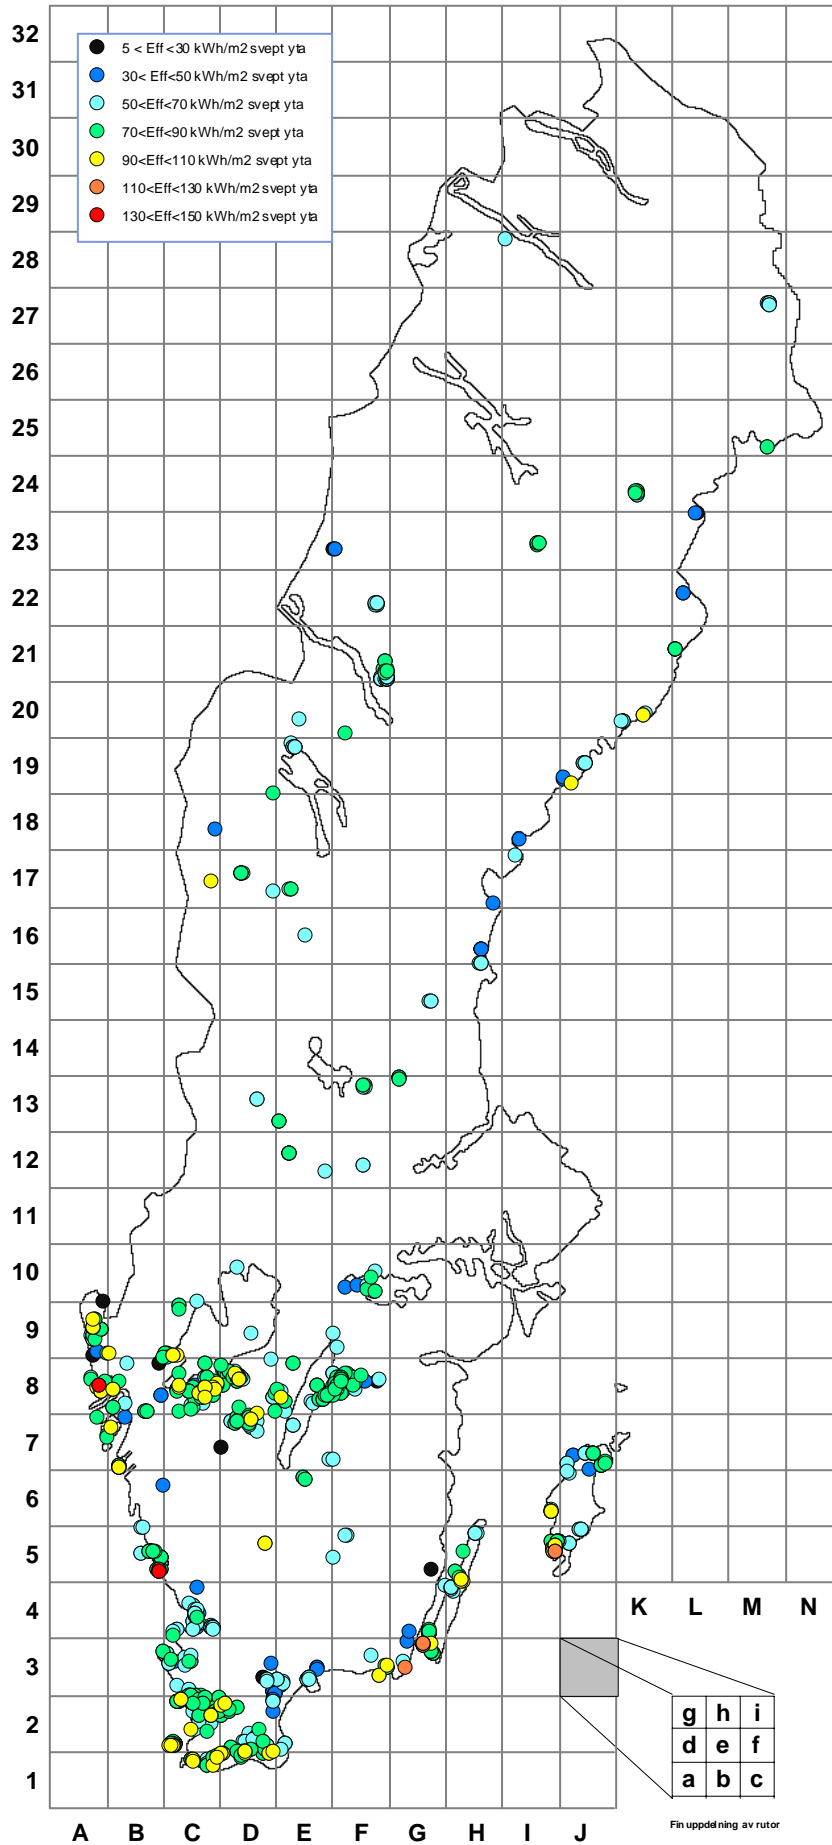 32
5 < Eff<30 kWh/m2 svept yta
30< Eff<50 kWh/m2 svept yta
50<Eff<70 kWh/m2 svept yta
70<Eff<90 kWh/m2 svept yta
90<Eff<110 kWh/m2 svept yta
110<Eff<130 kWh/m2 svept yta
130<Eff<150 kWh/m2 svept yta
31
30
29
28
27
26
25
24
23
22
21
20
19
18
17
16
15
14
13
12
11
10
9
8
7
6
5
4
K L M N
3
g h i
2
d e f
a b c
1
Fin uppdelning av rutor
A B C D E F G H I J